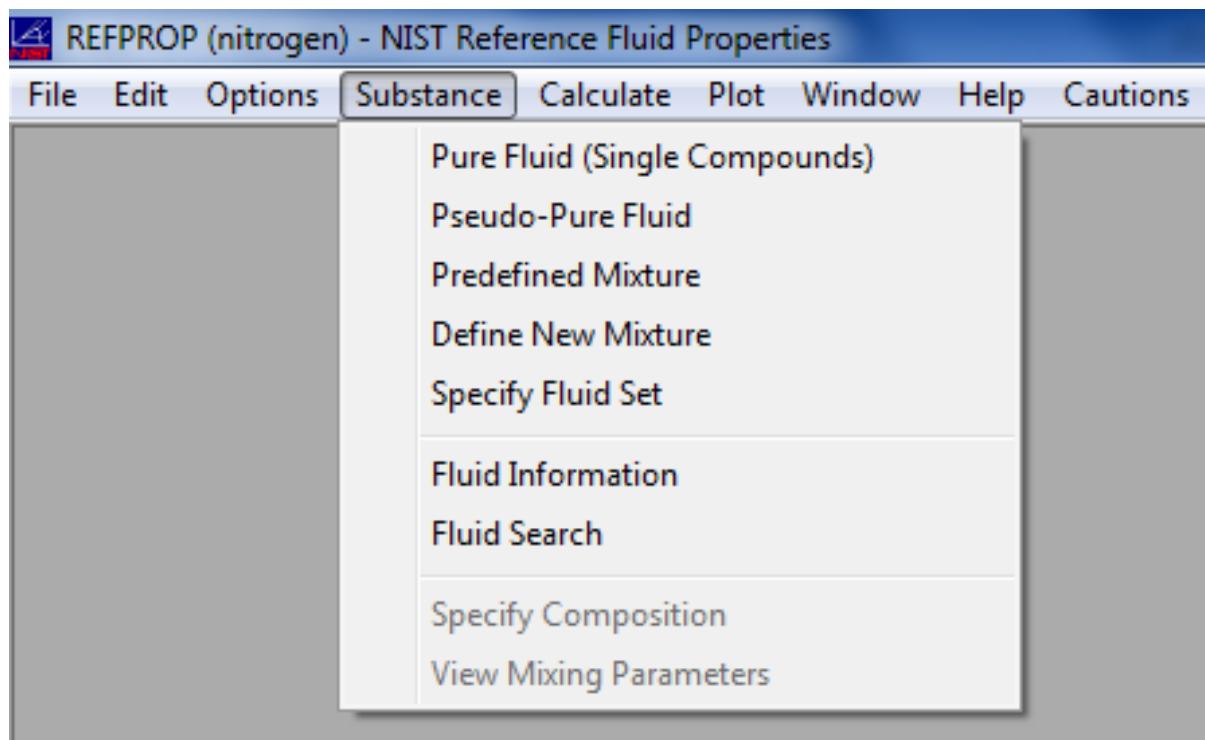 NIST REFPROP (nitrogen) - NIST Reference Fluid Properties
File Edit Options Substance Calculate Plot Window Help Cautions
Pure Fluid (Single Compounds)
Pseudo-Pure Fluid
Predefined Mixture
Define New Mixture
Specify Fluid Set
Fluid Information
Fluid Search
Specify Composition
View Mixing Parameters